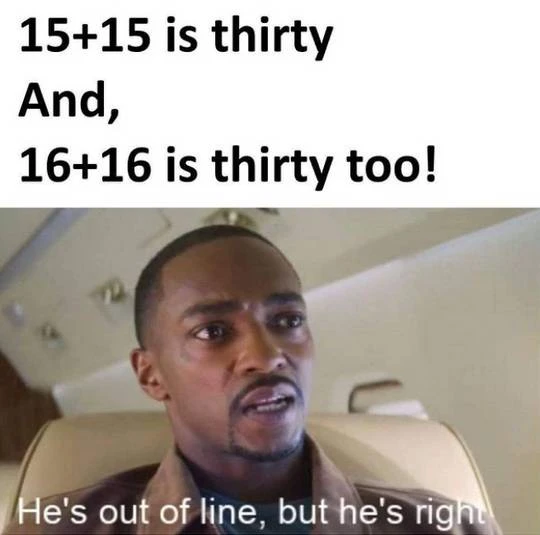 15+15 is thirty
And,
16+16 is thirty too!
He's out of line, but he's right